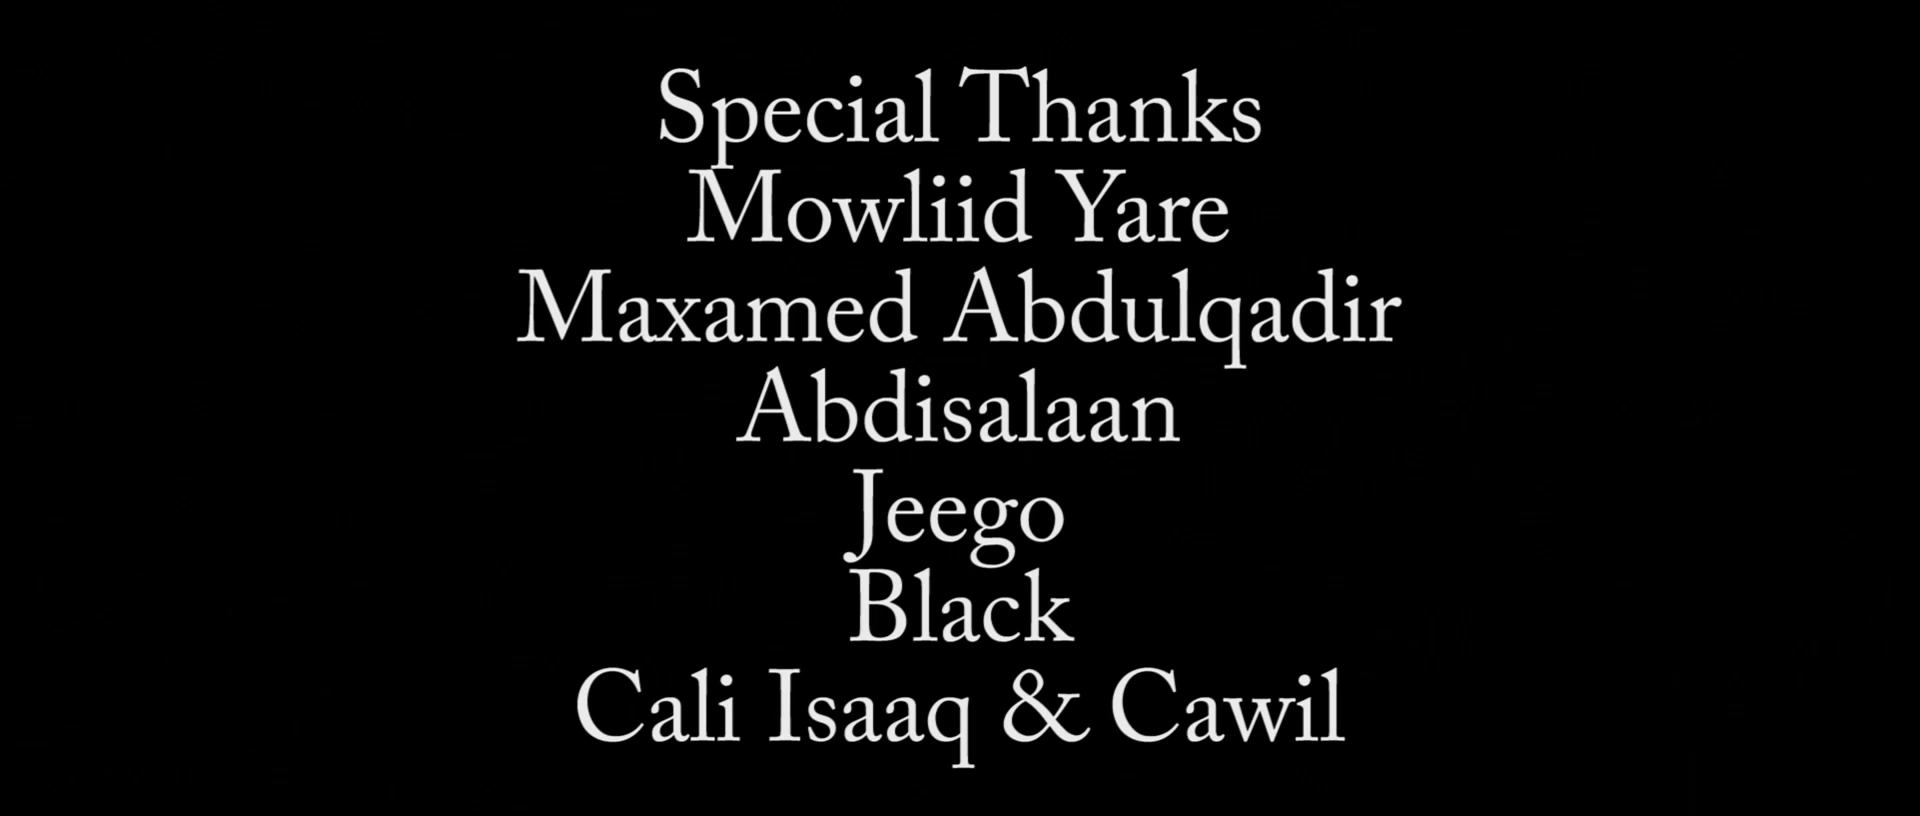 Special Thanks
Mowliid Yare
Maxamed Abdulqadir
Abdisalaan
Jeego
Black
Cali Isaaq & Cawil